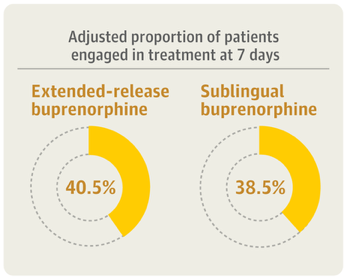 Adjusted proportion of patients
engaged in treatment at 7 days
Extended-release
buprenorphine
Sublingual
buprenorphine
40.5%
38.5%